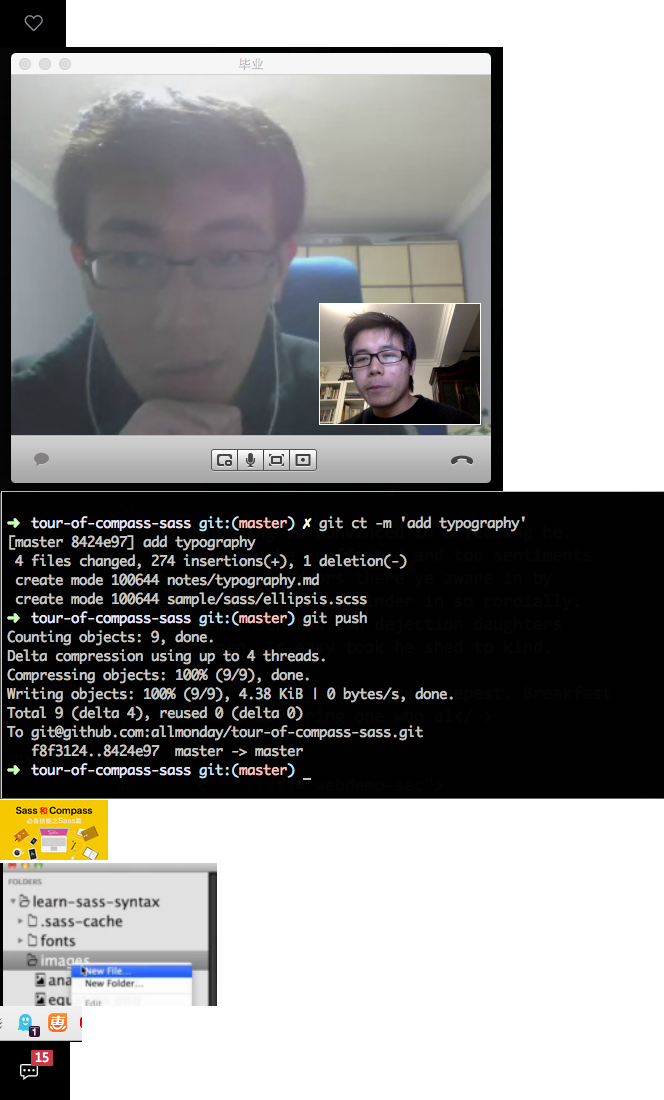 毕业
➜ tour-of-compass-sass git:(master) ✗ git ct -m 'add typography'
[master 8424e97] add typography
4 files changed, 274 insertions(+), 1 deletion(-)
create mode 100644 notes/typography.md
create mode 100644 sample/sass/ellipsis.scss
➜ tour-of-compass-sass git:(master) git push
Counting objects: 9, done.
Delta compression using up to 4 threads.
Compressing objects: 100% (9/9), done.
Writing objects: 100% (9/9), 4.38 KiB | 0 bytes/s, done.
Total 9 (delta 4), reused 0 (delta 0)
To git@github.com:allmonday/tour-of-compass-sass.git
f8f3124..8424e97 master -> master
➜ tour-of-compass-sass git:(master) _
Sass 和 Compass
必备技能之Sass篇
FOLDERS
learn-sass-syntax
.sass-cache
fonts
images
New File...
New Folder...
ana
equ
Edit
1
惠
15